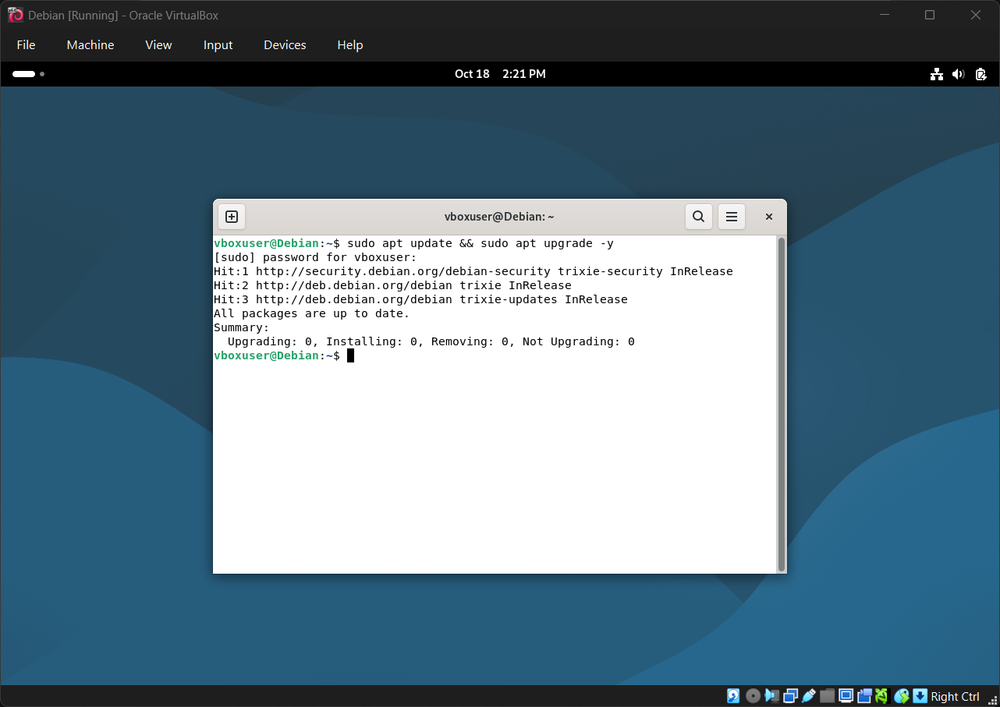 Debian [Running] - Oracle VirtualBox
File Machine View Input Devices Help
Oct 18 2:21 PM
vboxuser@Debian: ~
vboxuser@Debian:~$ sudo apt update && sudo apt upgrade -y
[sudo] password for vboxuser:
Hit:1 http://security.debian.org/debian-security trixie-security InRelease
Hit:2 http://deb.debian.org/debian trixie InRelease
Hit:3 http://deb.debian.org/debian trixie-updates InRelease
All packages are up to date.
Summary:
  Upgrading: 0, Installing: 0, Removing: 0, Not Upgrading: 0
vboxuser@Debian:~$
Right Ctrl